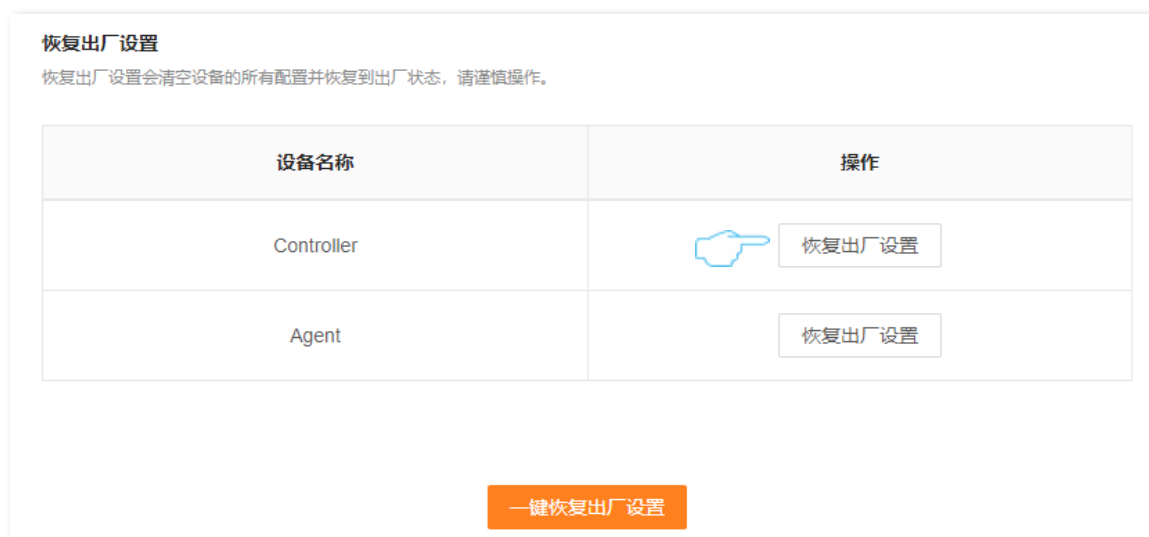 恢复出厂设置
恢复出厂设置会清空设备的所有配置并恢复到出厂状态，请谨慎操作。
设备名称 操作
Controller 恢复出厂设置
Agent 恢复出厂设置
一键恢复出厂设置